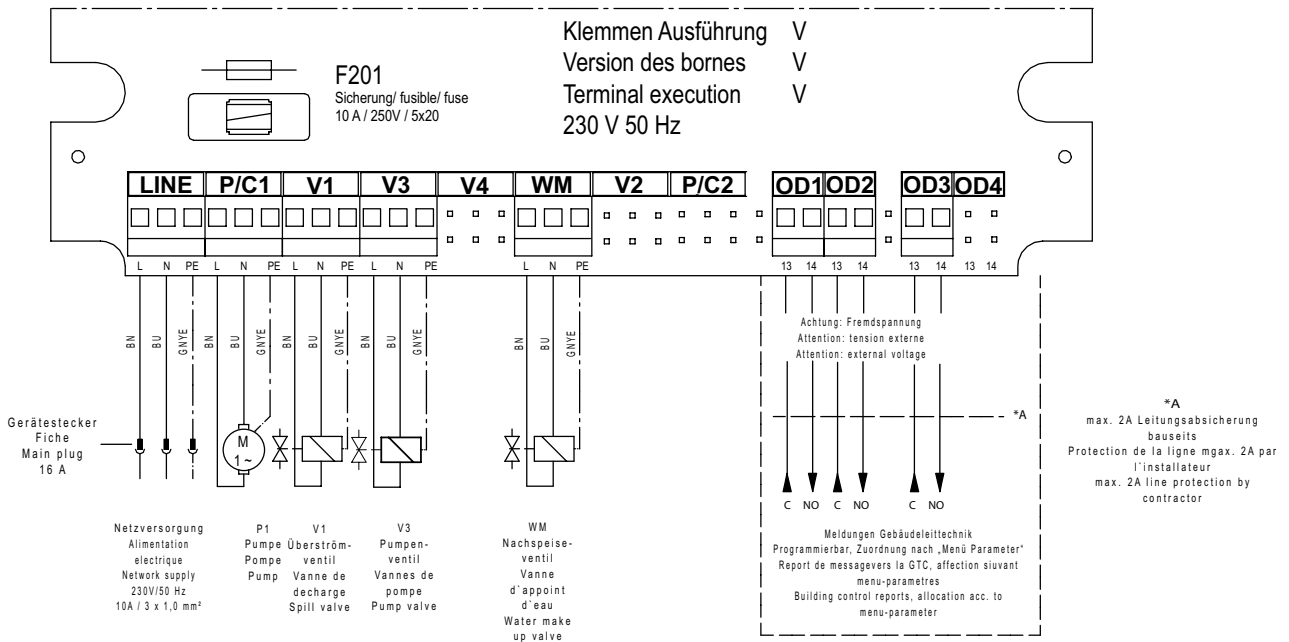 Klemmen Ausführung V
Version des bornes V
Terminal execution V
230 V 50 Hz
F201
Sicherung/ fusible/ fuse
10 A / 250V / 5x20
LINE P/C1 V1 V3 V4 WM V2 P/C2 OD1 OD2 OD3 OD4
L N PE L N PE L N PE L N PE L N PE 13 14 13 14 13 14 13 14
BN BU GNYE BN BU GNYE BN BU GNYE BN BU GNYE BN BU GNYE
Achtung: Fremdspannung
Attention: tension externe
Attention: external voltage
*A
Gerätestecker
Fiche
Main plug
16 A
M
1~
*A
max. 2A Leitungsabsicherung
bauseits
Protection de la ligne mgax. 2A par
l`installateur
max. 2A line protection by
contractor
C NO C NO C NO
Netzversorgung
Alimentation
electrique
Network supply
230V/50 Hz
10A / 3 x 1,0 mm²
P1
Pumpe
Pompe
Pump
V1
Überström-
ventil
Vanne de
decharge
Spill valve
V3
Pumpen-
ventil
Vannes de
pompe
Pump valve
WM
Nachspeise-
ventil
Vanne
d`appoint
d`eau
Water make
up valve
Meldungen Gebäudeleittechnik
Programmierbar, Zuordnung nach „Menü Parameter"
Report de messagevers la GTC, affection siuvant
menu-parametres
Building control reports, allocation acc. to
menu-parameter